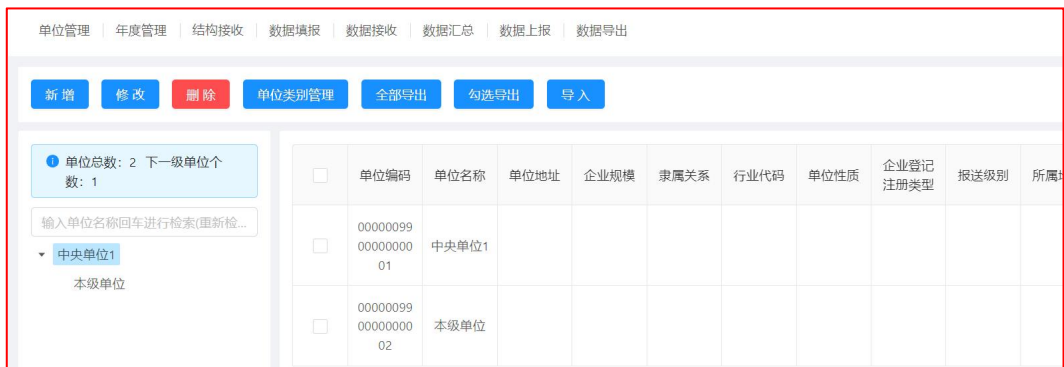 单位管理 年度管理 结构接收 数据填报 数据接收 数据汇总 数据上报 数据导出
新增 修改 删除 单位类别管理 全部导出 勾选导出 导入
单位总数：2 下一级单位个
数：1
输入单位名称回车进行检索(重新检...
中央单位1
本级单位
单位编码 单位名称 单位地址 企业规模 隶属关系 行业代码 单位性质 企业登记 报送级别 所属
注册类型
00000099
00000000
01
中央单位1
00000099
00000000
02
本级单位